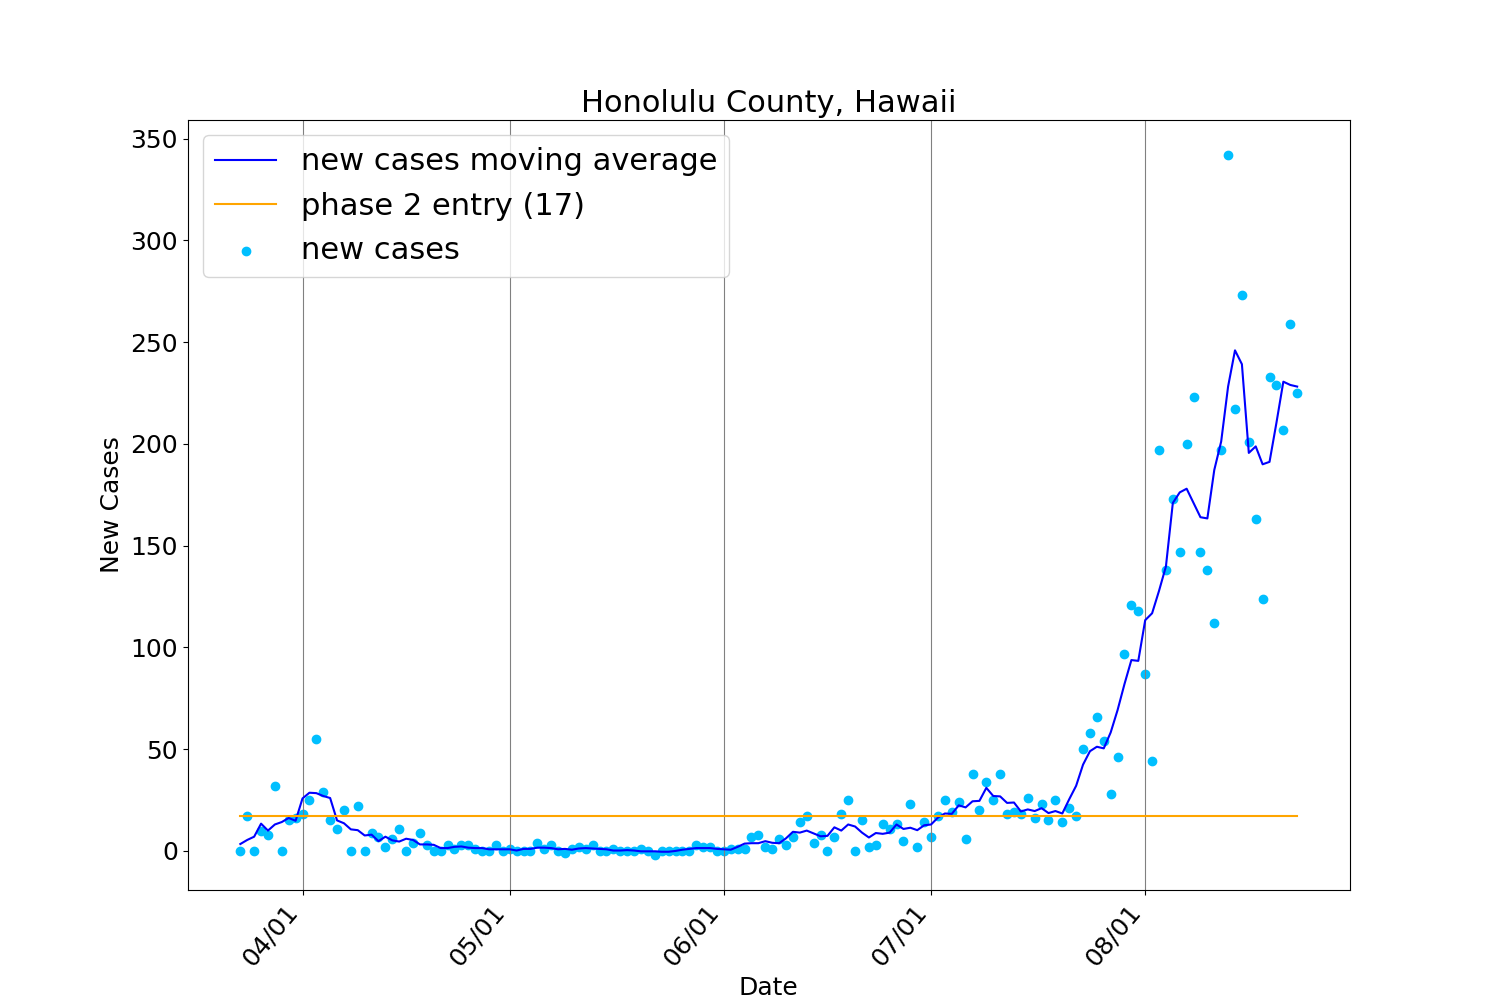 Honolulu County, Hawaii
new cases moving average
phase 2 entry (17)
new cases
350
300
250
200
150
100
50
0
New Cases
04/01
05/01
06/01
07/01
08/01
Date